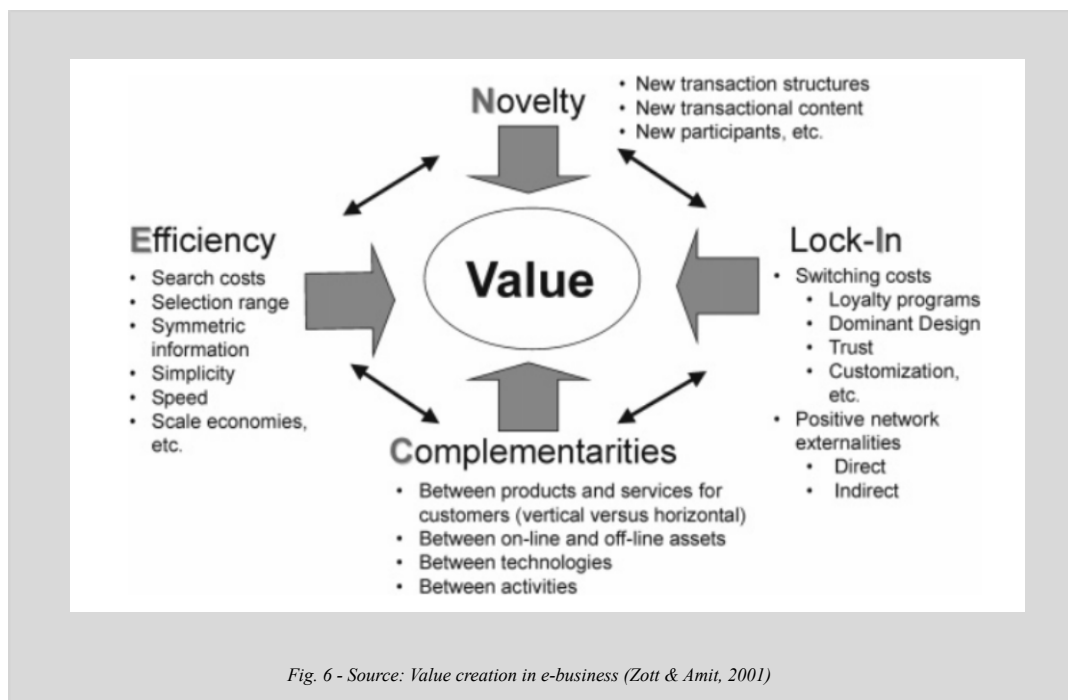 Novelty
• New transaction structures
• New transactional content
• New participants, etc.
Efficiency
• Search costs
• Selection range
• Symmetric
information
• Simplicity
• Speed
• Scale economies,
etc.
Value
Lock-In
• Switching costs
• Loyalty programs
• Dominant Design
• Trust
• Customization,
etc.
• Positive network
externalities
• Direct
• Indirect
Complementarities
• Between products and services for
customers (vertical versus horizontal)
• Between on-line and off-line assets
• Between technologies
• Between activities
Fig. 6 - Source: Value creation in e-business (Zott & Amit, 2001)